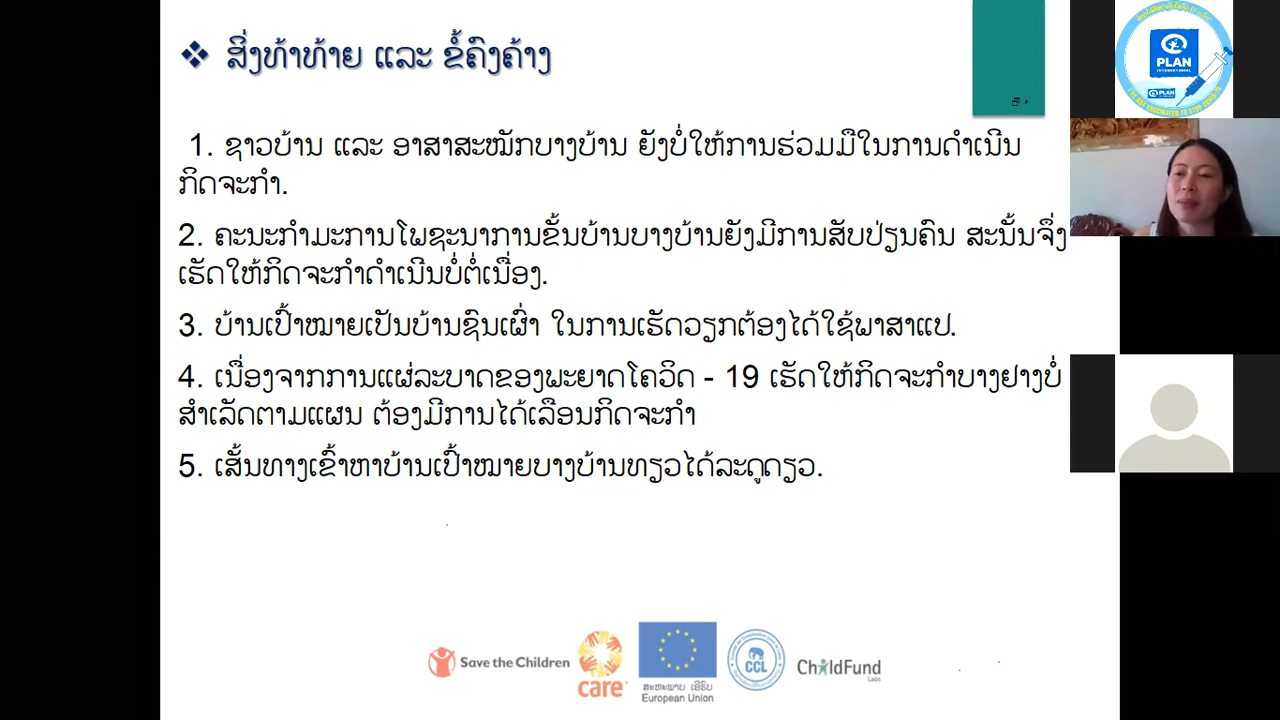 ❖ ສິ່ງທ້າທ້າຍ ແລະ ຂໍ້ຄົງຄ້າງ
1. ຊາວບ້ານ ແລະ ອາສາສະໝັກບາງບ້ານ ຍັງບໍ່ໃຫ້ການຮ່ວມມືໃນການດຳເນີນ
ກິດຈະກຳ.
2. ຄະນະກຳມະການໂພຊະນາການຂັ້ນບ້ານບາງບ້ານຍັງມີການສັບປ່ຽນຄົນ ສະນັ້ນຈຶ່ງ
ເຮັດໃຫ້ກິດຈະກຳດຳເນີນບໍ່ຕໍ່ເນື່ອງ.
3. ບ້ານເປົ້າໝາຍເປັນບ້ານຊົນເຜົ່າ ໃນການເຮັດວຽກຕ້ອງໄດ້ໃຊ້ພາສາແປ.
4. ເນື່ອງຈາກການແຜ່ລະບາດຂອງພະຍາດໂຄວິດ - 19 ເຮັດໃຫ້ກິດຈະກຳບາງຢາງບໍ່
ສຳເລັດຕາມແຜນ ຕ້ອງມີການໄດ້ເລືອນກິດຈະກຳ
5. ເສັ້ນທາງເຂົ້າຫາບ້ານເປົ້າໝາຍບາງບ້ານທຽວໄດ້ລະດູດຽວ.
PLAN
INTERNATIONAL
PLAN
Save the Children
care
ສະຫະພາບ ເອີຣົບ
European Union
CCL
ChildFund
Laos